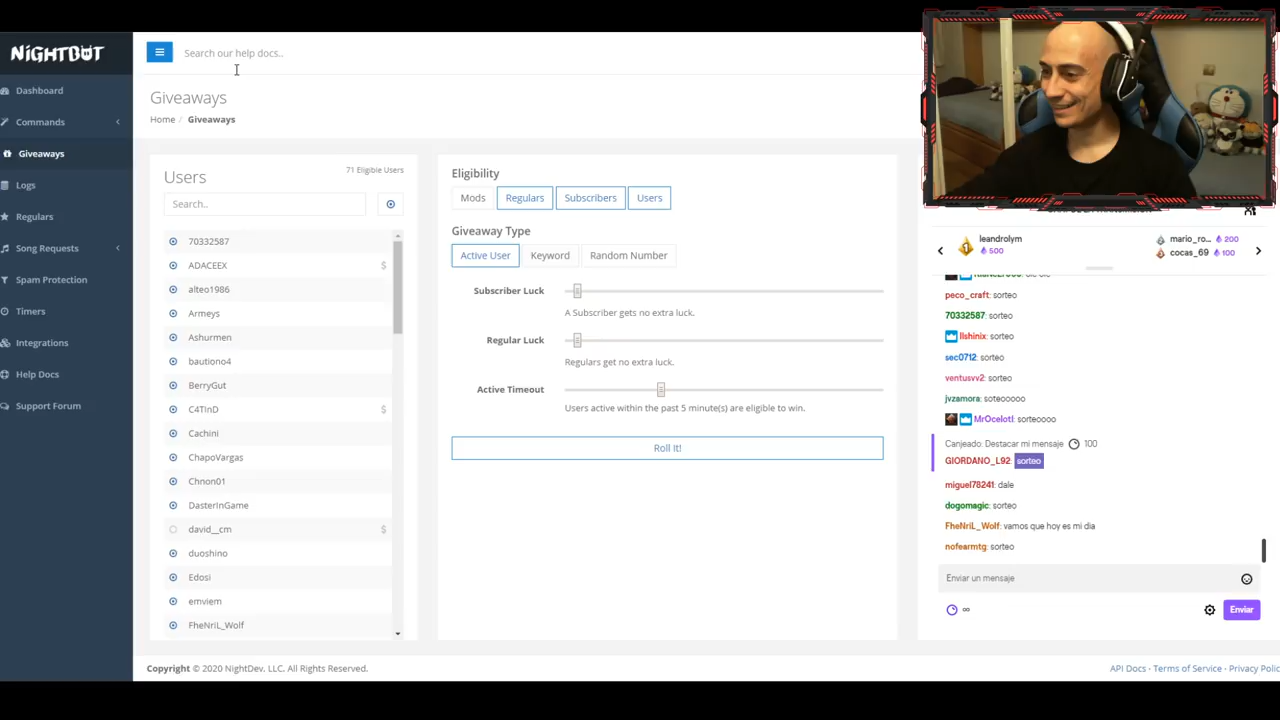 NIGHTBOT
Search our help docs..
Dashboard
Commands
Giveaways
Logs
Regulars
Song Requests
Spam Protection
Timers
Integrations
Help Docs
Support Forum
Giveaways
Home / Giveaways
Users
71 Eligible Users
Search..
70332587
ADACEEX $
alteo1986
Armeys
Ashurmen
bautiono4
BerryGut
C4TInD $
Cachini
ChapoVargas
Chnon01
DasterInGame
david__cm $
duoshino
Edosi
emviem
FheNriL_Wolf
Eligibility
Mods Regulars Subscribers Users
Giveaway Type
Active User Keyword Random Number
Subscriber Luck
A Subscriber gets no extra luck.
Regular Luck
Regulars get no extra luck.
Active Timeout
Users active within the past 5 minute(s) are eligible to win.
Roll It!
1 leandrolym
500
mario_ro... 200
cocas_69 100
peco_craft: sorteo
70332587: sorteo
llshinix: sorteo
sec0712: sorteo
ventusvv2: sorteo
jvzamora: soteooooo
MrOcelotl: sorteoooo
Canjeado: Destacar mi mensaje 100
GIORDANO_L92: sorteo
miguel78241: dale
dogomagic: sorteo
FheNriL_Wolf: vamos que hoy es mi dia
nofearmtg: sorteo
Enviar un mensaje
∞
Enviar
Copyright © 2020 NightDev, LLC. All Rights Reserved.
API Docs - Terms of Service - Privacy Polic